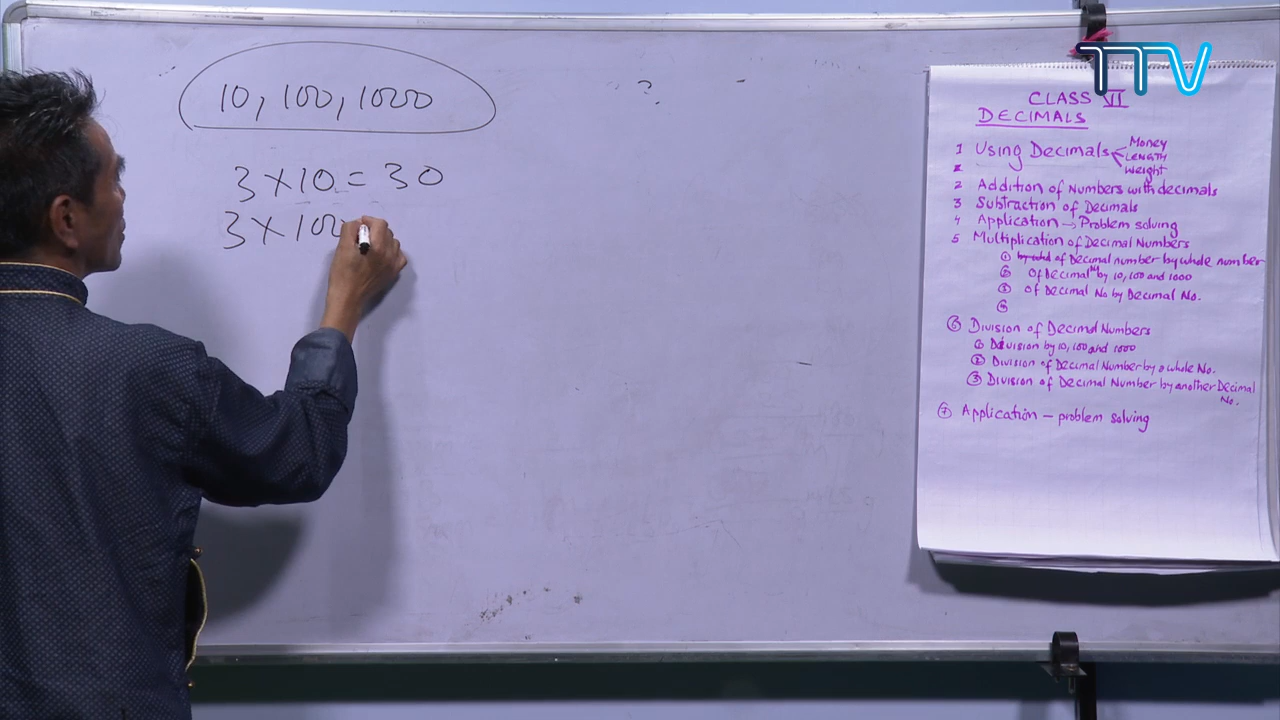 10, 100, 1000
3 × 10 = 30
3 × 100
TTV
CLASS VII
DECIMALS
1 Using Decimals
Money
LENGTH
Weight
2 Addition of Numbers with decimals
3 Subtraction of Decimals
4 Application → Problem solving
5 Multiplication of Decimal Numbers
① of Decimal number by whole number
② Of Decimal by 10, 100 and 1000
③ of Decimal No by Decimal No.
④
⑥ Division of Decimal Numbers
① Division by 10, 100 and 1000
② Division of Decimal Number by a whole No.
③ Division of Decimal Number by another Decimal
No.
⑦ Application – problem solving